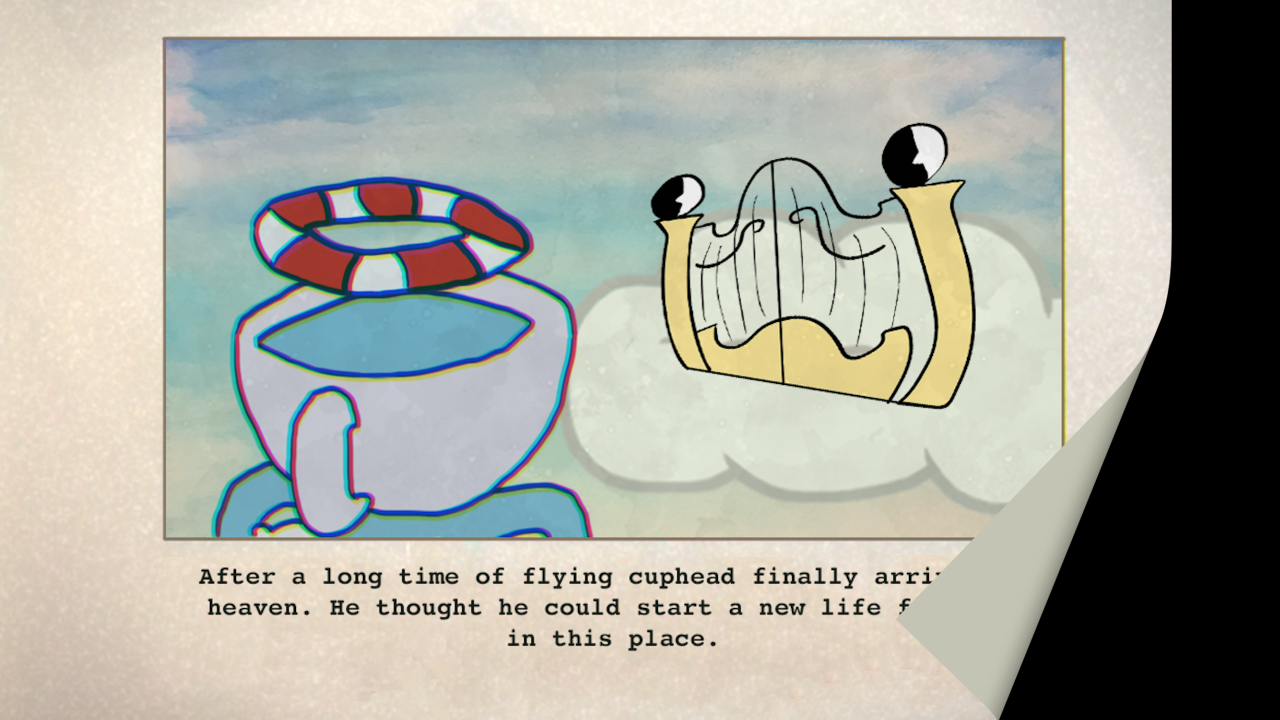 After a long time of flying cuphead finally
heaven. He thought he could start a new life
in this place.